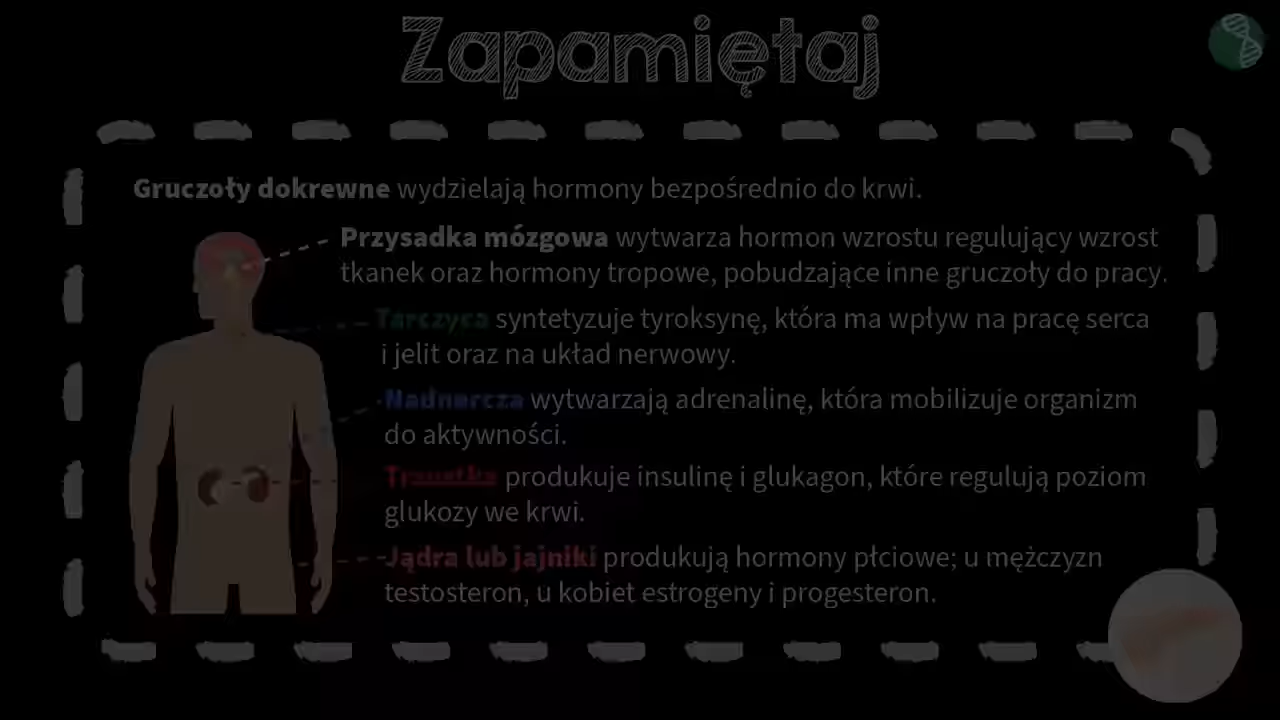 Zapamiętaj
Gruczoły dokrewne wydzielają hormony bezpośrednio do krwi.
Przysadka mózgowa wytwarza hormon wzrostu regulujący wzrost
tkanek oraz hormony tropowe, pobudzające inne gruczoły do pracy.
Tarczyca syntetyzuje tyroksynę, która ma wpływ na pracę serca
i jelit oraz na układ nerwowy.
Nadnercza wytwarzają adrenalinę, która mobilizuje organizm
do aktywności.
Trzustka produkuje insulinę i glukagon, które regulują poziom
glukozy we krwi.
Jądra lub jajniki produkują hormony płciowe; u mężczyzn
testosteron, u kobiet estrogeny i progesteron.